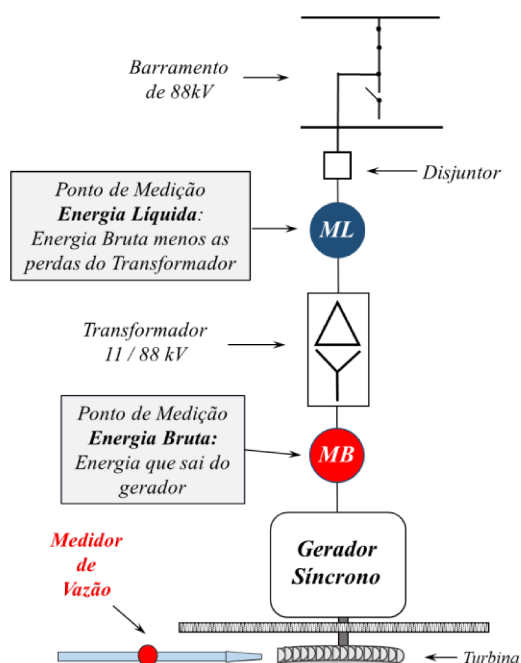 Barramento
de 88kV
Disjuntor
Ponto de Medição
Energia Líquida:
Energia Bruta menos as
perdas do Transformador
ML
Transformador
11 / 88 kV
Ponto de Medição
Energia Bruta:
Energia que sai do
gerador
MB
Gerador
Síncrono
Medidor
de
Vazão
Turbina